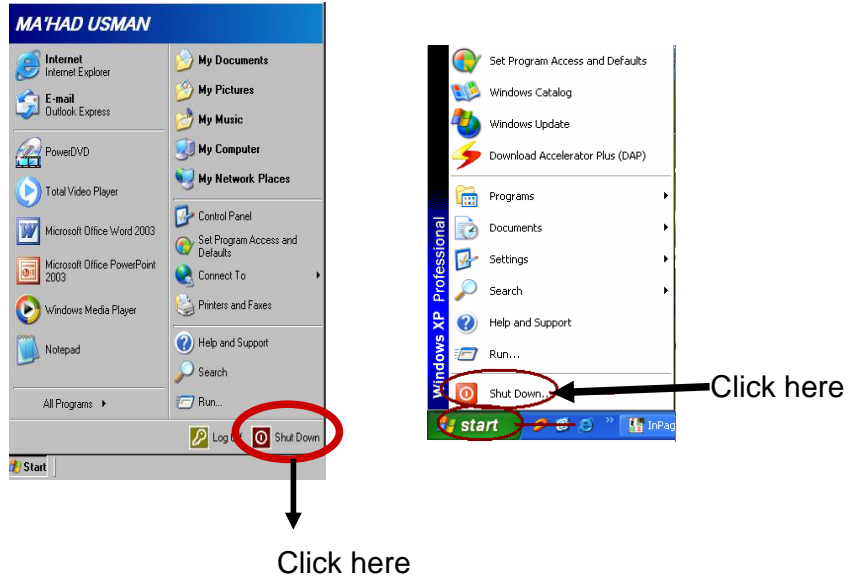 MA'HAD USMAN
Internet
Internet Explorer
E-mail
Outlook Express
PowerDVD
Total Video Player
Microsoft Office Word 2003
Microsoft Office PowerPoint
2003
Windows Media Player
Notepad
All Programs
My Documents
My Pictures
My Music
My Computer
My Network Places
Control Panel
Set Program Access and
Defaults
Connect To
Printers and Faxes
Help and Support
Search
Run...
Log Off
Shut Down
Start
Click here
Set Program Access and Defaults
Windows Catalog
Windows Update
Download Accelerator Plus (DAP)
Programs
Documents
Settings
Search
Help and Support
Run...
Shut Down...
Windows XP Professional
start
InPag
Click here